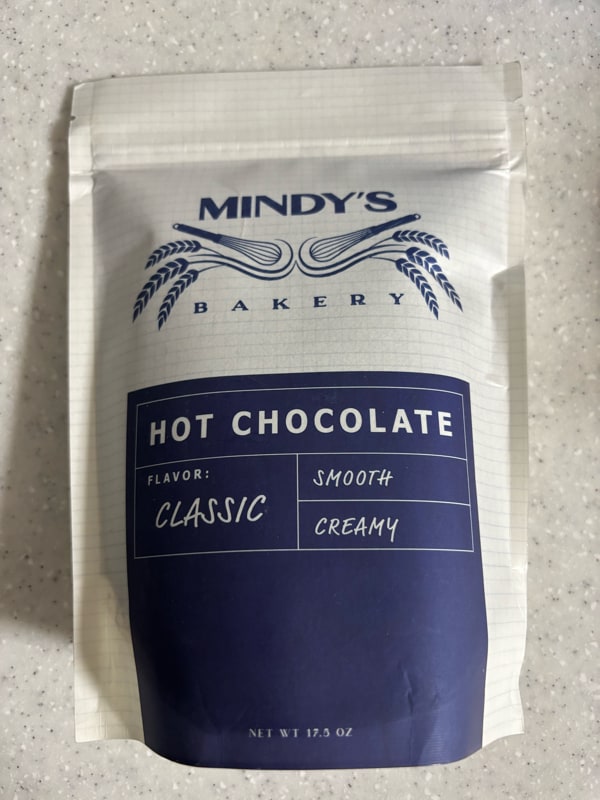 MINDY'S
BAKERY
HOT CHOCOLATE
FLAVOR:
CLASSIC
SMOOTH
CREAMY
NET WT 17.5 OZ